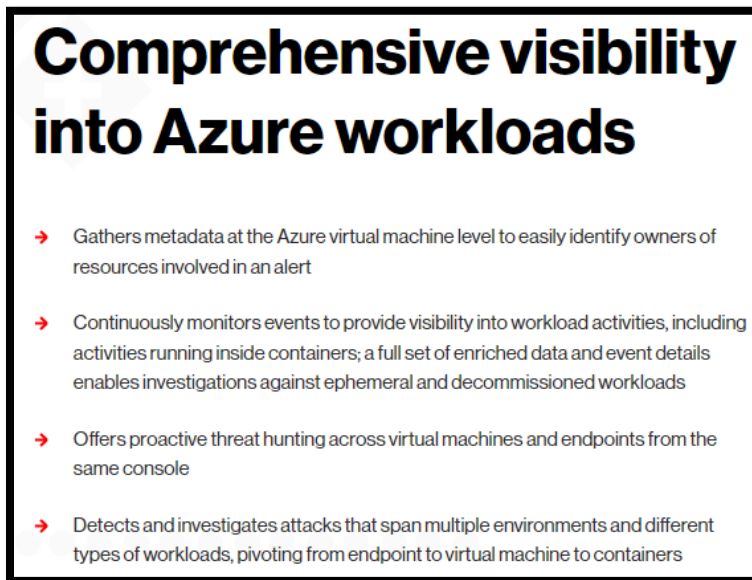 Comprehensive visibility
into Azure workloads
→ Gathers metadata at the Azure virtual machine level to easily identify owners of
resources involved in an alert
→ Continuously monitors events to provide visibility into workload activities, including
activities running inside containers; a full set of enriched data and event details
enables investigations against ephemeral and decommissioned workloads
→ Offers proactive threat hunting across virtual machines and endpoints from the
same console
→ Detects and investigates attacks that span multiple environments and different
types of workloads, pivoting from endpoint to virtual machine to containers